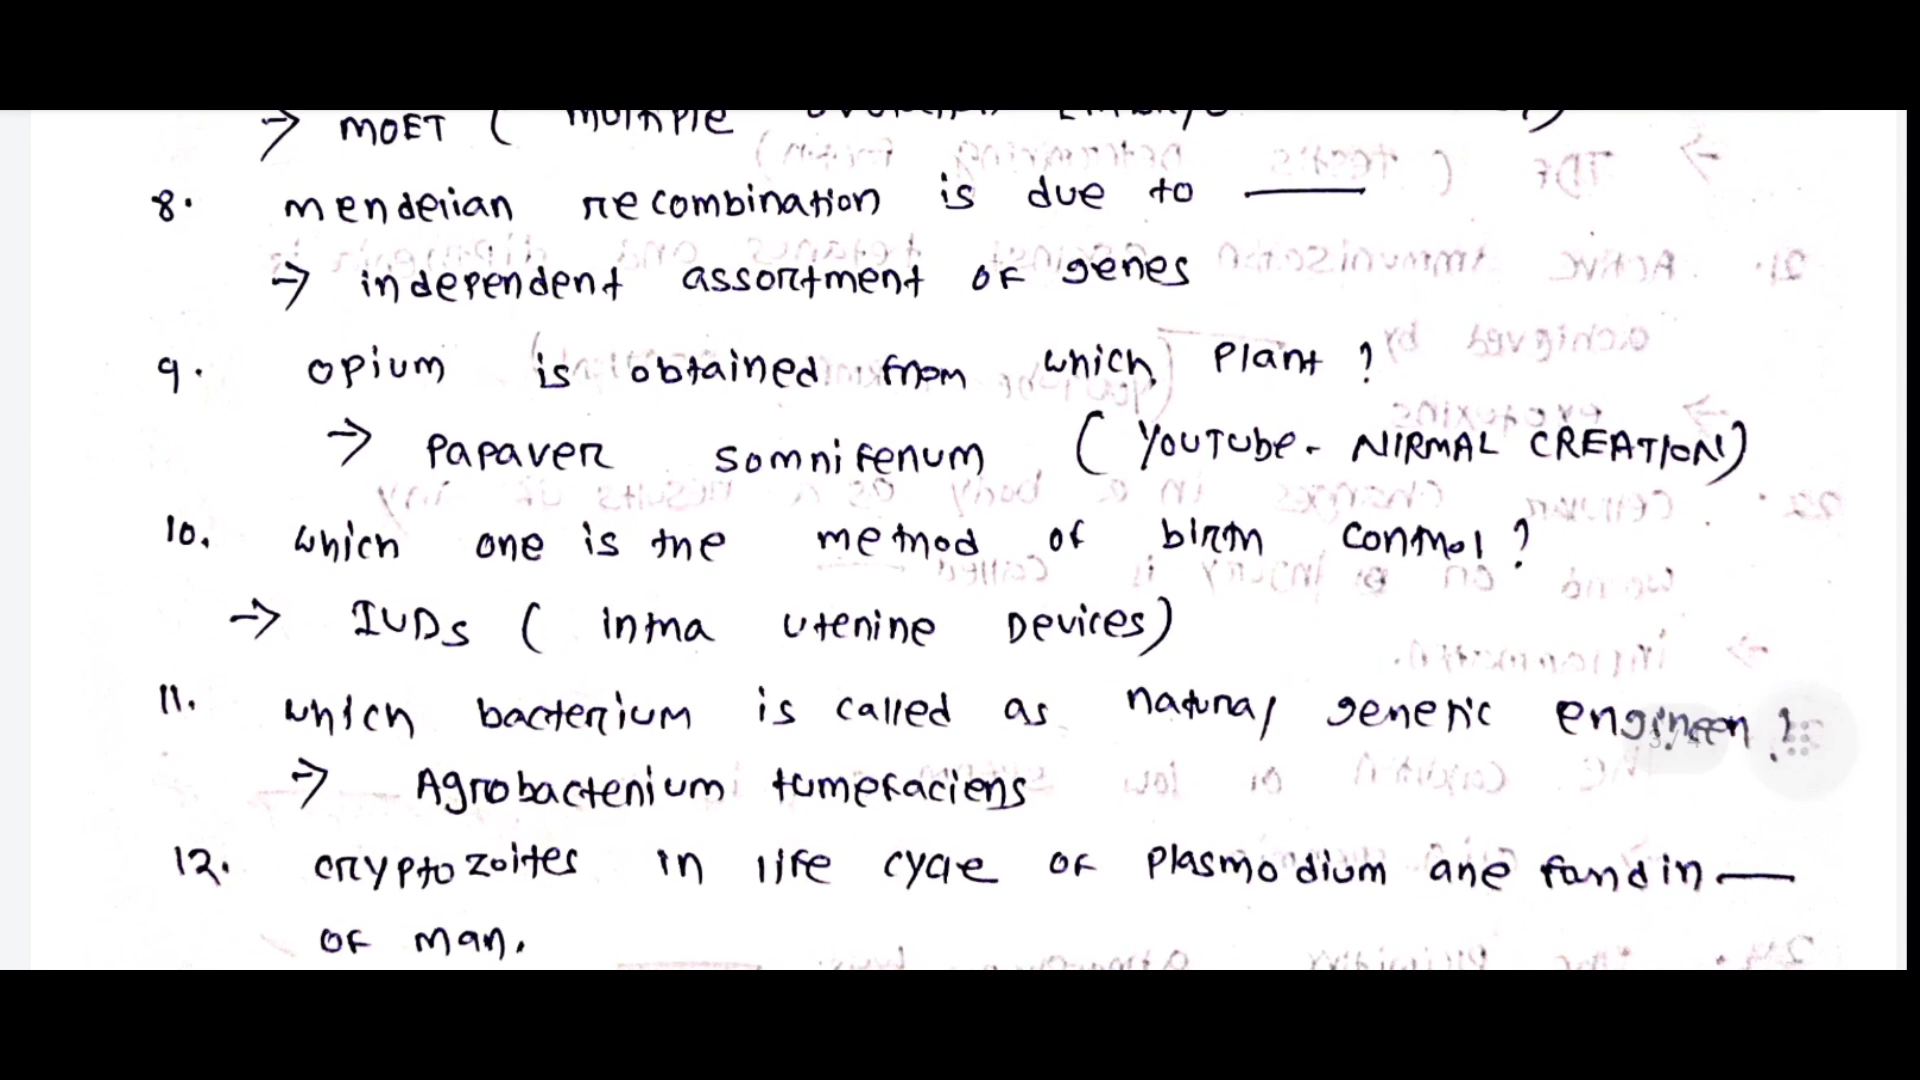 → MOET ( multiple
8. mendelian recombination is due to ———
→ independent assortment of genes
9. opium is obtained from which plant ?
→ Papaver somniferum ( YOUTUBE- NIRMAL CREATION)
10. which one is the method of birth control ?
→ IUDs ( Intra Uterine Devices)
11. which bacterium is called as natural genetic engineer ?
→ Agrobacterium tumefaciens
12. cryptozoites in life cycle of Plasmodium are found in ——
of man.